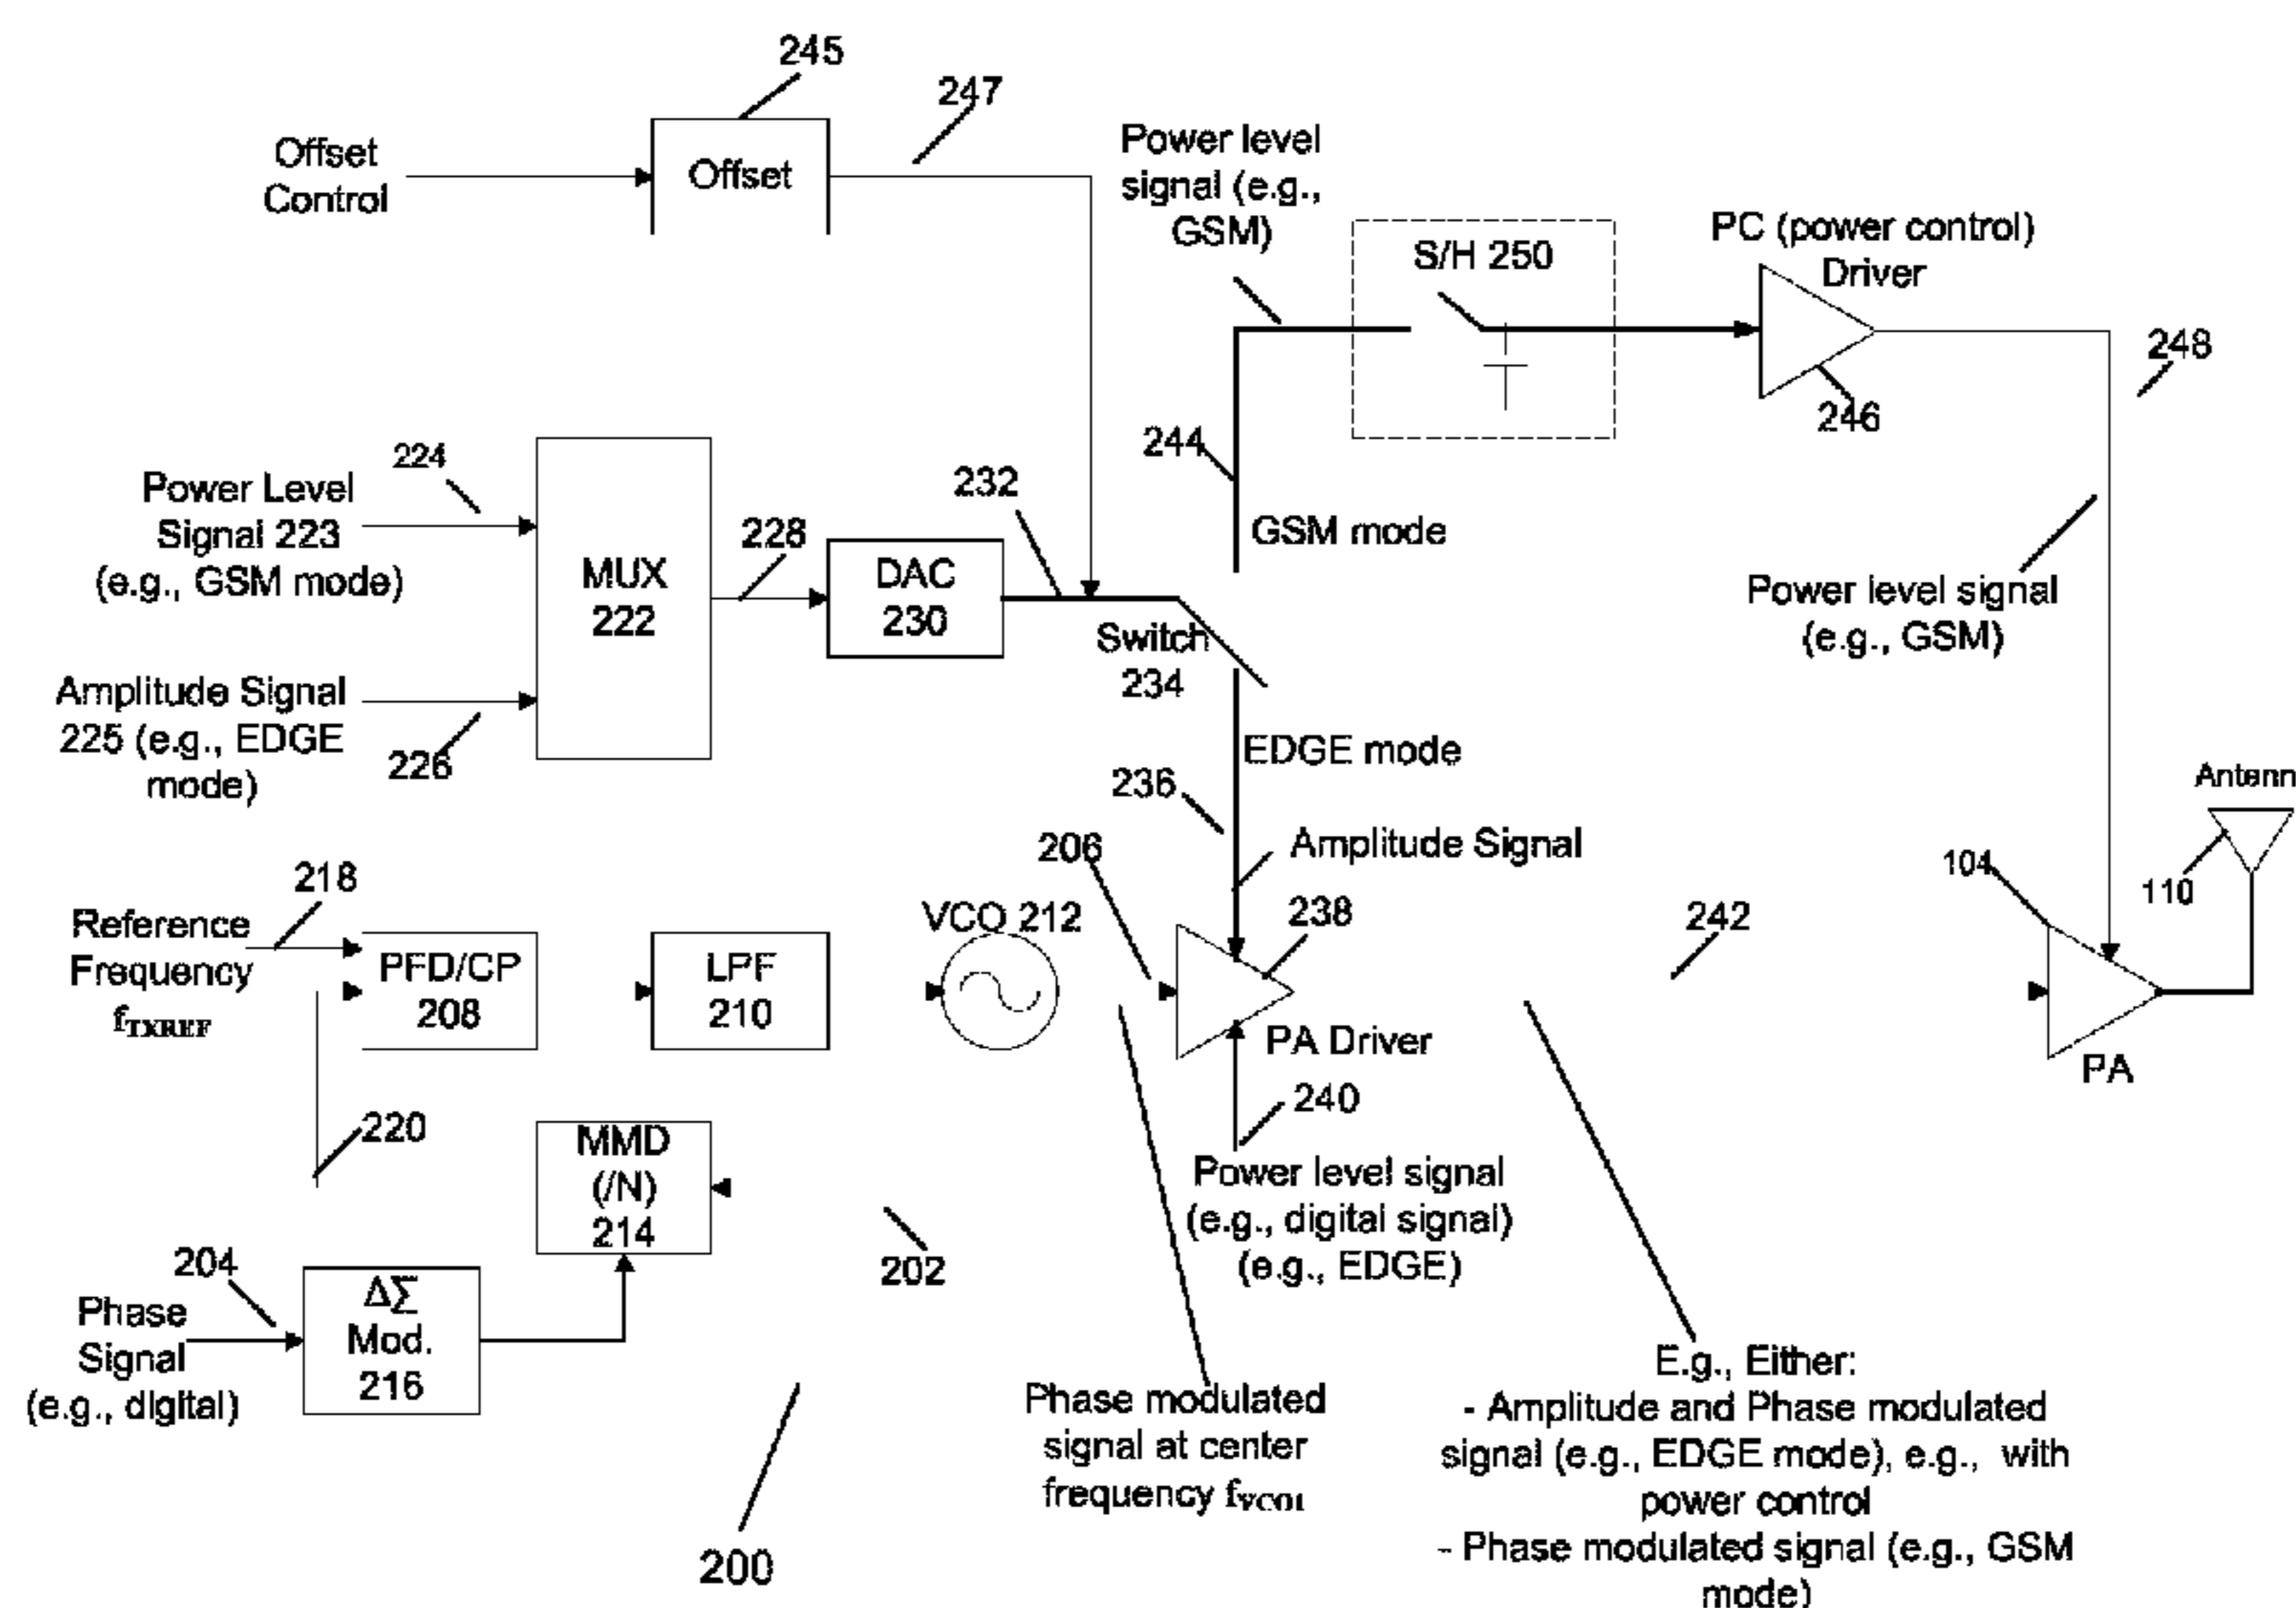 245
247
Offset
Control
Offset
Power level
signal (e.g.,
GSM)
S/H 250
PC (power control)
Driver
246
248
244
GSM mode
Power level signal
(e.g., GSM)
224
Power Level
Signal 223
(e.g., GSM mode)
Amplitude Signal
225 (e.g., EDGE
mode)
226
MUX
222
228
DAC
230
232
Switch
234
EDGE mode
236
Amplitude Signal
206
238
242
104
Antenn
110
218
Reference
Frequency
fTXREF
PFD/CP
208
LPF
210
VCO 212
PA Driver
240
PA
220
MMD
(/N)
214
Power level signal
(e.g., digital signal)
(e.g., EDGE)
202
204
Phase
Signal
(e.g., digital)
ΔΣ
Mod.
216
Phase modulated
signal at center
frequency fVCO1
E.g., Either:
- Amplitude and Phase modulated
signal (e.g., EDGE mode), e.g., with
power control
- Phase modulated signal (e.g., GSM
mode)
200